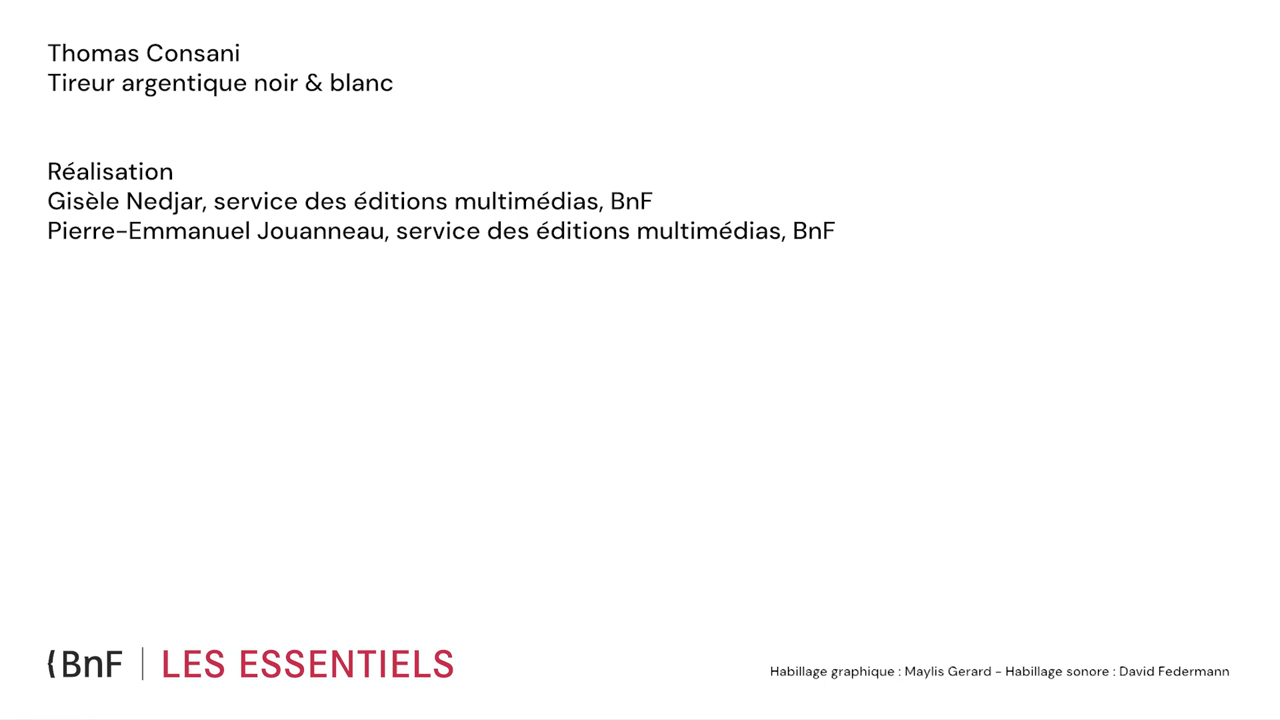 Thomas Consani
Tireur argentique noir & blanc
Réalisation
Gisèle Nedjar, service des éditions multimédias, BnF
Pierre-Emmanuel Jouanneau, service des éditions multimédias, BnF
{BnF | LES ESSENTIELS
Habillage graphique : Maylis Gerard - Habillage sonore : David Federmann